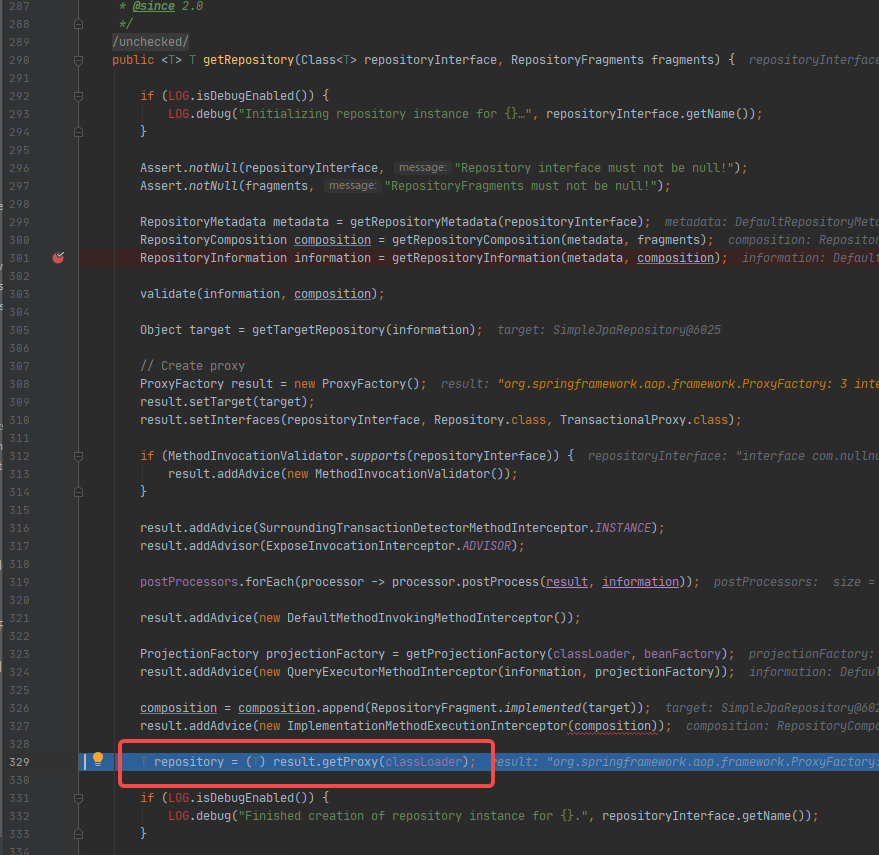 287 * @since 2.0
288 */
289 /unchecked/
290 public <T> T getRepository(Class<T> repositoryInterface, RepositoryFragments fragments) { repositoryInterface
291
292 if (LOG.isDebugEnabled()) {
293 LOG.debug("Initializing repository instance for {}…", repositoryInterface.getName());
294 }
295
296 Assert.notNull(repositoryInterface, message: "Repository interface must not be null!");
297 Assert.notNull(fragments, message: "RepositoryFragments must not be null!");
298
299 RepositoryMetadata metadata = getRepositoryMetadata(repositoryInterface); metadata: DefaultRepositoryMeta
300 RepositoryComposition composition = getRepositoryComposition(metadata, fragments); composition: Repositor
301 RepositoryInformation information = getRepositoryInformation(metadata, composition); information: Default
302
303 validate(information, composition);
304
305 Object target = getTargetRepository(information); target: SimpleJpaRepository@6025
306
307 // Create proxy
308 ProxyFactory result = new ProxyFactory(); result: "org.springframework.aop.framework.ProxyFactory: 3 inte
309 result.setTarget(target);
310 result.setInterfaces(repositoryInterface, Repository.class, TransactionalProxy.class);
311
312 if (MethodInvocationValidator.supports(repositoryInterface)) { repositoryInterface: "interface com.nullnu
313 result.addAdvice(new MethodInvocationValidator());
314 }
315
316 result.addAdvice(SurroundingTransactionDetectorMethodInterceptor.INSTANCE);
317 result.addAdvisor(ExposeInvocationInterceptor.ADVISOR);
318
319 postProcessors.forEach(processor -> processor.postProcess(result, information)); postProcessors: size =
320
321 result.addAdvice(new DefaultMethodInvokingMethodInterceptor());
322
323 ProjectionFactory projectionFactory = getProjectionFactory(classLoader, beanFactory); projectionFactory:
324 result.addAdvice(new QueryExecutorMethodInterceptor(information, projectionFactory)); information: Defaul
325
326 composition = composition.append(RepositoryFragment.implemented(target)); target: SimpleJpaRepository@602
327 result.addAdvice(new ImplementationMethodExecutionInterceptor(composition)); composition: RepositoryCompo
328
329 T repository = (T) result.getProxy(classLoader); result: "org.springframework.aop.framework.ProxyFactory:
330
331 if (LOG.isDebugEnabled()) {
332 LOG.debug("Finished creation of repository instance for {}.", repositoryInterface.getName());
333 }
334